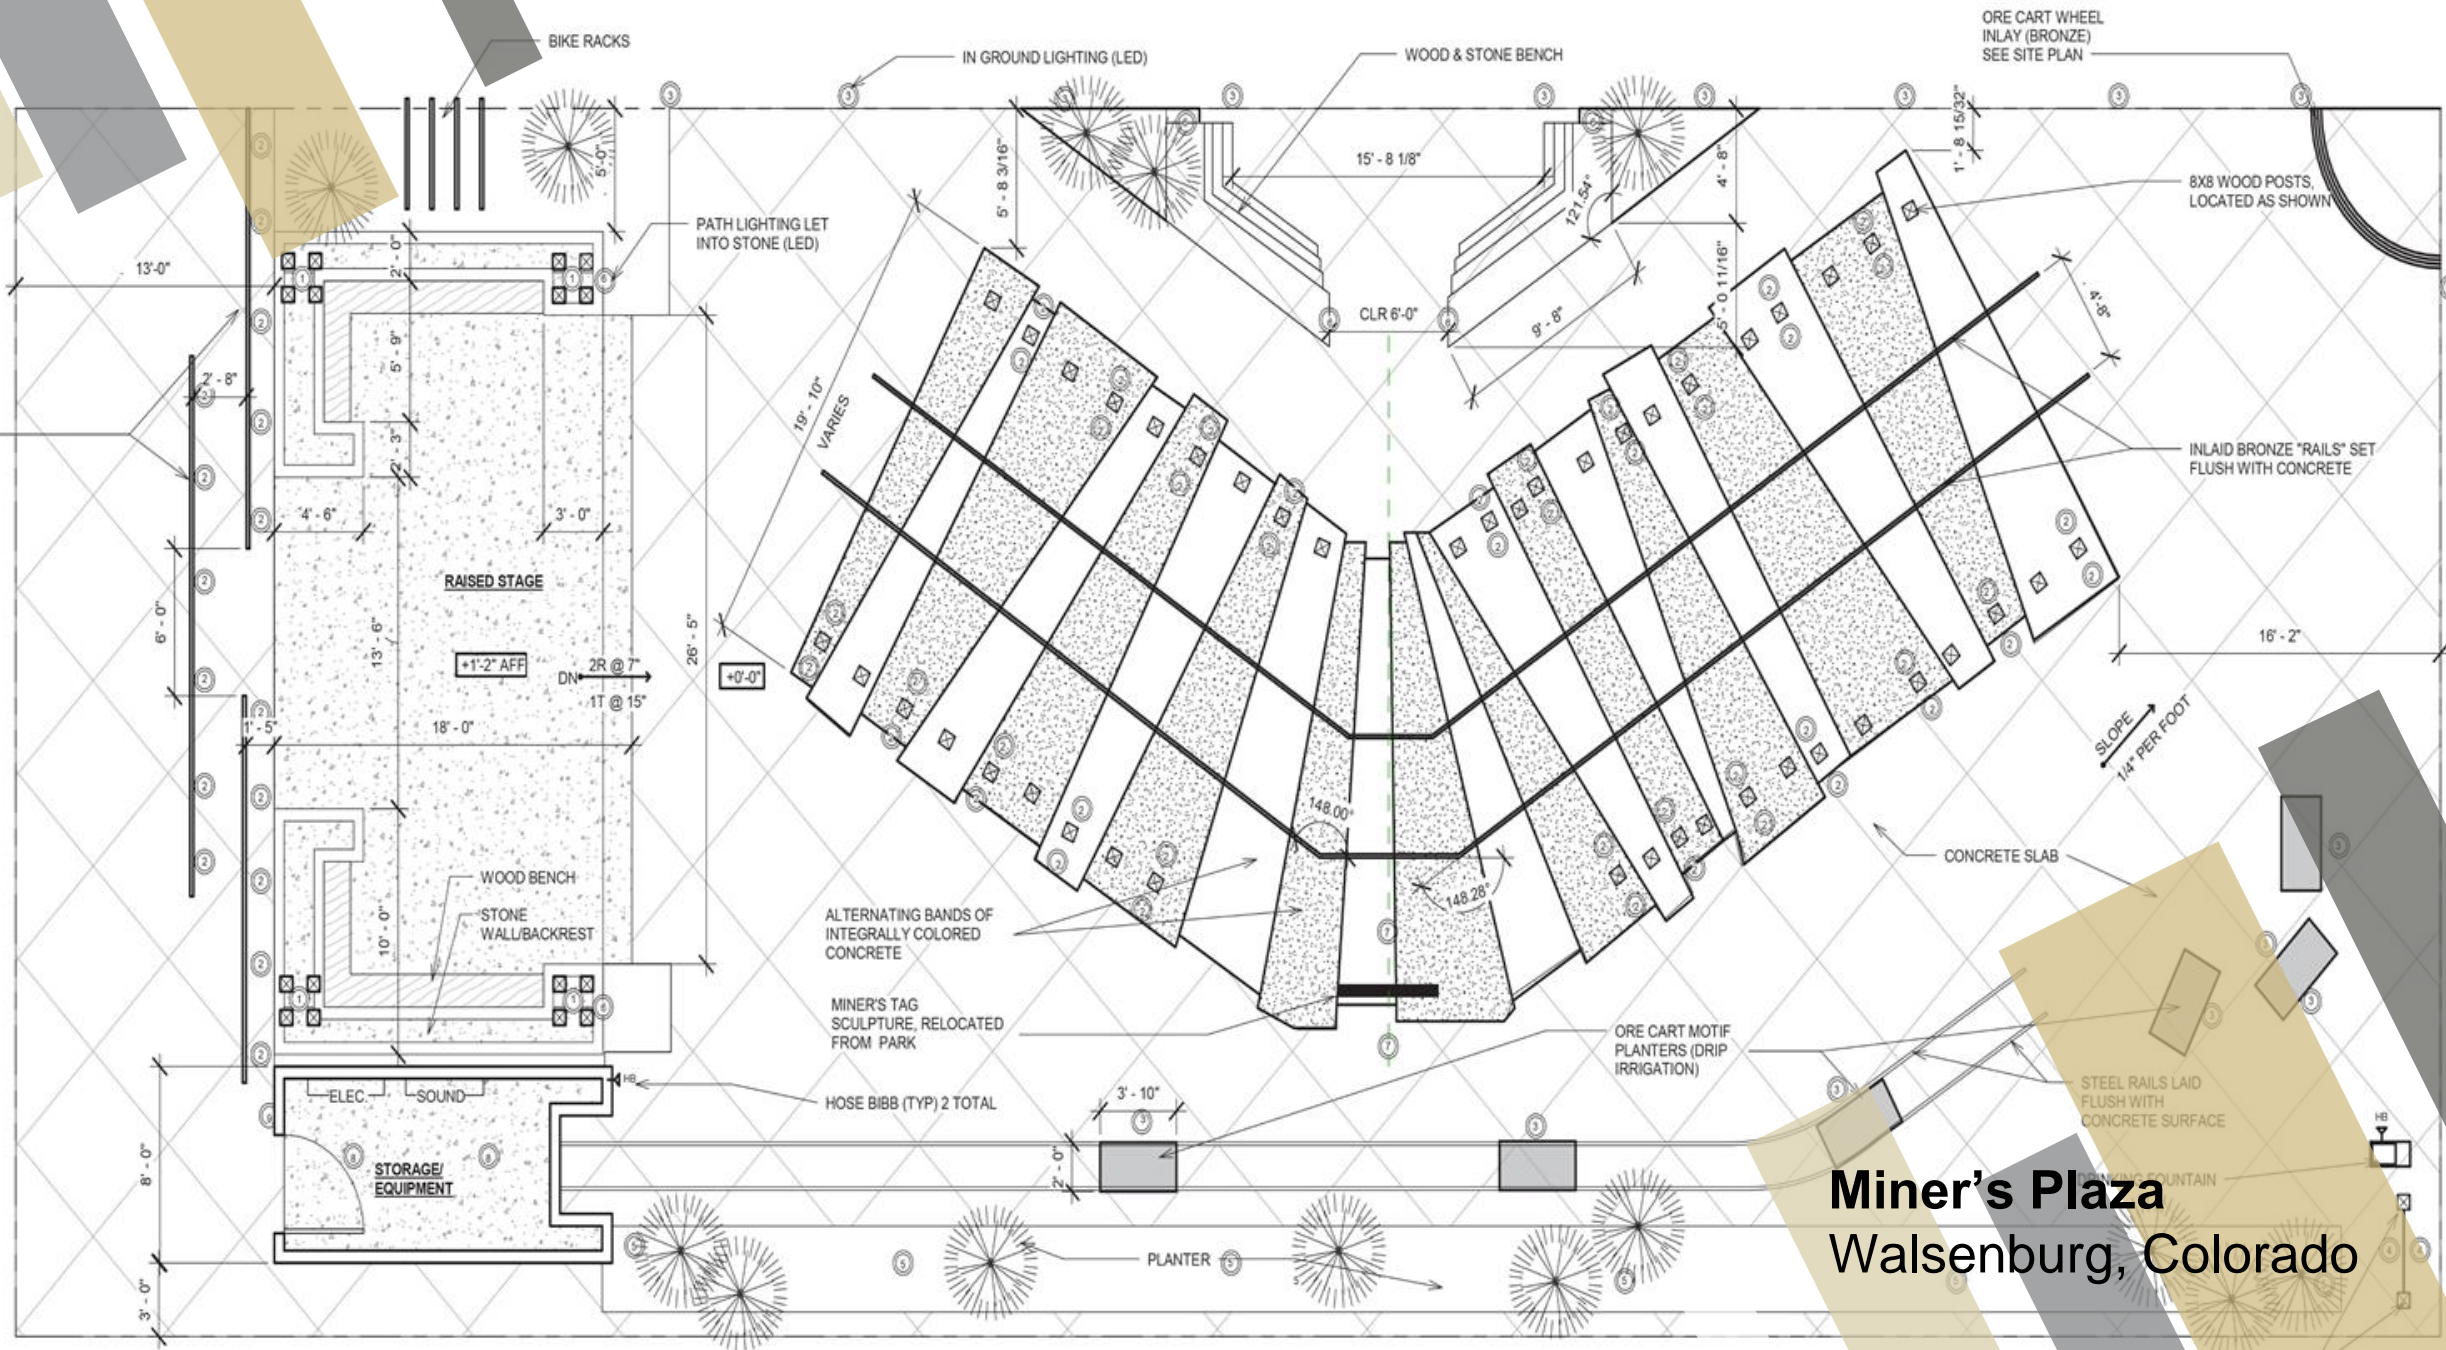 BIKE RACKS
IN GROUND LIGHTING (LED)
WOOD & STONE BENCH
ORE CART WHEEL
INLAY (BRONZE)
SEE SITE PLAN
5'-0"
5' - 8 3/16"
15' - 8 1/8"
121.54°
4' - 8"
1' - 8 15/32"
8X8 WOOD POSTS,
LOCATED AS SHOWN
PATH LIGHTING LET
INTO STONE (LED)
13'-0"
2' - 0"
5' - 9"
2' - 8"
CLR 6'-0"
9' - 8"
5' - 0 11/16"
4'-8"
19' - 10"
VARIES
INLAID BRONZE "RAILS" SET
FLUSH WITH CONCRETE
4' - 6"
3' - 0"
RAISED STAGE
6' - 0"
13' - 6"
26' - 5"
+1'-2" AFF
DN
2R @ 7"
1T @ 15"
+0'-0"
1' - 5"
18' - 0"
16' - 2"
SLOPE
1/4" PER FOOT
148.00°
148.28°
CONCRETE SLAB
WOOD BENCH
STONE
WALL/BACKREST
10' - 0"
ALTERNATING BANDS OF
INTEGRALLY COLORED
CONCRETE
MINER'S TAG
SCULPTURE, RELOCATED
FROM PARK
ORE CART MOTIF
PLANTERS (DRIP
IRRIGATION)
STEEL RAILS LAID
FLUSH WITH
CONCRETE SURFACE
HB
HOSE BIBB (TYP) 2 TOTAL
ELEC.
SOUND
3' - 10"
2' - 0"
8' - 0"
STORAGE/
EQUIPMENT
HB
DRINKING FOUNTAIN
PLANTER
3' - 0"
Miner's Plaza
Walsenburg, Colorado